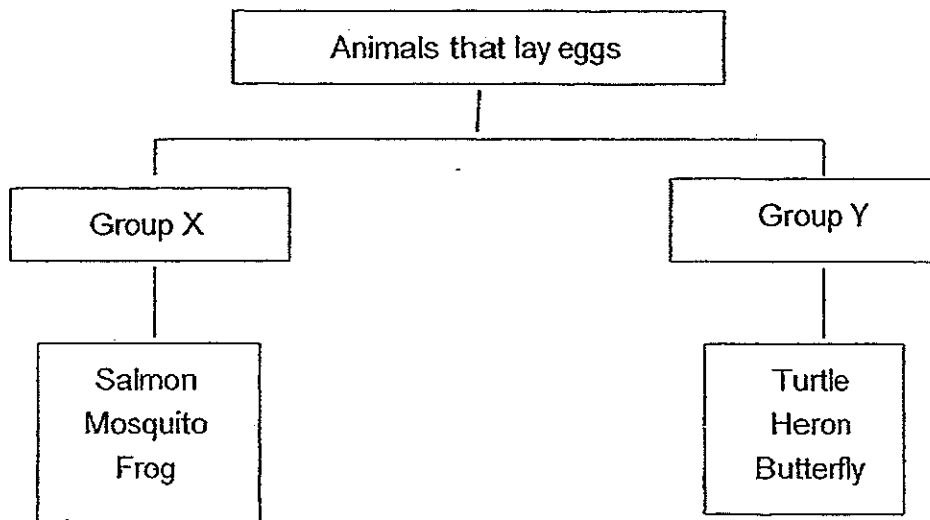 Animals that lay eggs
Group X
Group Y
Salmon
Mosquito
Frog
Turtle
Heron
Butterfly